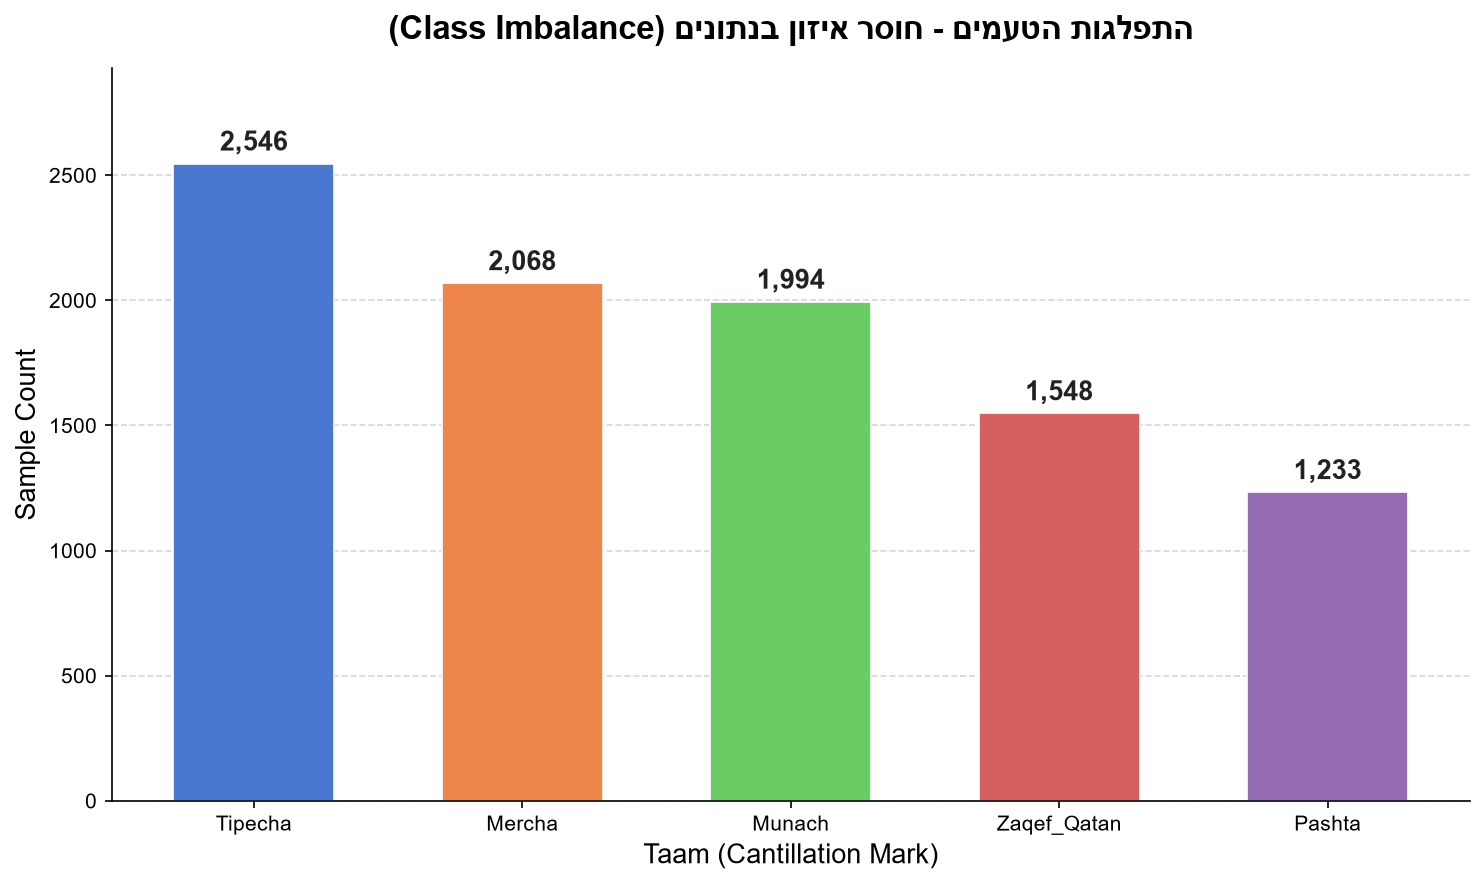 התפלגות הטעמים - חוסר איזון בנתונים (Class Imbalance)
2,546
2,068
1,994
1,548
1,233
2500
2000
1500
1000
500
0
Sample Count
Tipecha
Mercha
Munach
Zaqef_Qatan
Pashta
Taam (Cantillation Mark)